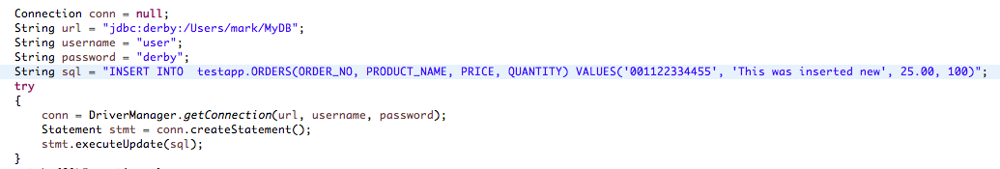 Connection conn = null;
String url = "jdbc:derby:/Users/mark/MyDB";
String username = "user";
String password = "derby";
String sql = "INSERT INTO  testapp.ORDERS(ORDER_NO, PRODUCT_NAME, PRICE, QUANTITY) VALUES('001122334455', 'This was inserted new', 25.00, 100)";
try
{
    conn = DriverManager.getConnection(url, username, password);
    Statement stmt = conn.createStatement();
    stmt.executeUpdate(sql);
}